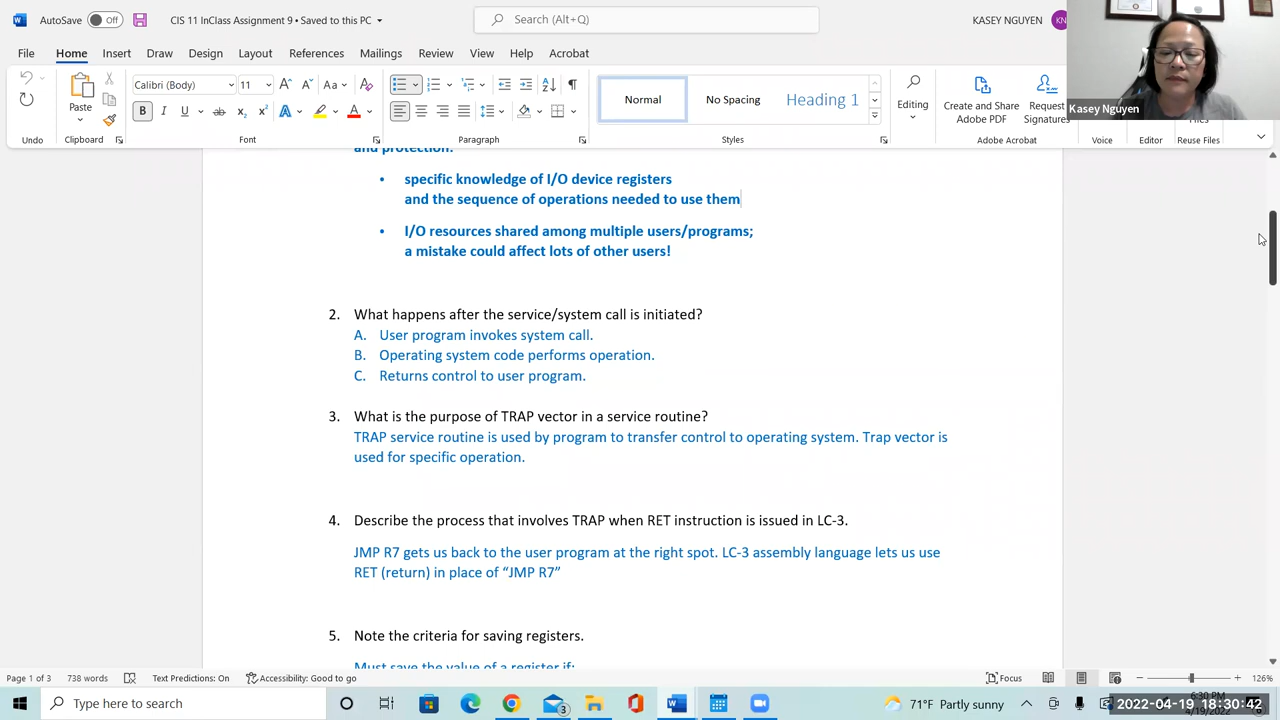 CIS 11 InClass Assignment 9 • Saved to this PC
AutoSave
Off
Search (Alt+Q)
KASEY NGUYEN
KN
File
Home
Insert
Draw
Design
Layout
References
Mailings
Review
View
Help
Acrobat
Calibri (Body)
11
Paste
Normal
No Spacing
Heading 1
Editing
Create and Share
Adobe PDF
Request
Signatures
Kasey Nguyen
Files
Undo
Clipboard
Font
Paragraph
Styles
Adobe Acrobat
Voice
Editor
Reuse Files
and protection.
• specific knowledge of I/O device registers
and the sequence of operations needed to use them
• I/O resources shared among multiple users/programs;
a mistake could affect lots of other users!
2. What happens after the service/system call is initiated?
A. User program invokes system call.
B. Operating system code performs operation.
C. Returns control to user program.
3. What is the purpose of TRAP vector in a service routine?
TRAP service routine is used by program to transfer control to operating system. Trap vector is
used for specific operation.
4. Describe the process that involves TRAP when RET instruction is issued in LC-3.
JMP R7 gets us back to the user program at the right spot. LC-3 assembly language lets us use
RET (return) in place of “JMP R7”
5. Note the criteria for saving registers.
Must save the value of a register if:
Page 1 of 3
738 words
Text Predictions: On
Accessibility: Good to go
Focus
126%
Type here to search
3
71°F Partly sunny
6:30 PM
4/19/2022
2022-04-19 18:30:42